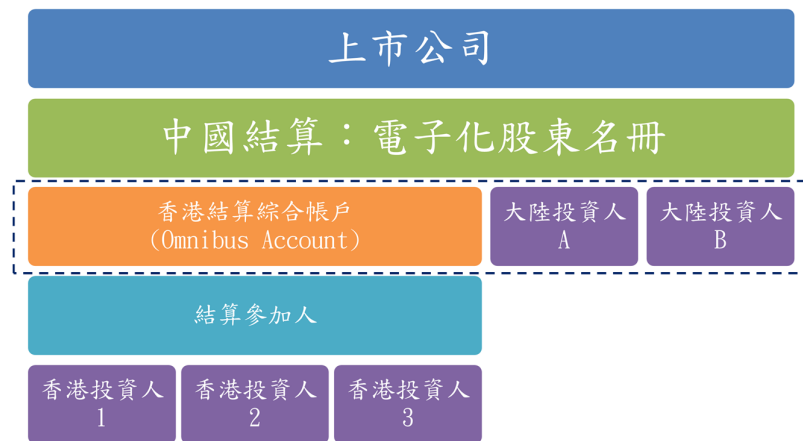 上市公司
中國結算：電子化股東名冊
香港結算綜合帳戶
(Omnibus Account)
大陸投資人
A
大陸投資人
B
結算參加人
香港投資人
1
香港投資人
2
香港投資人
3